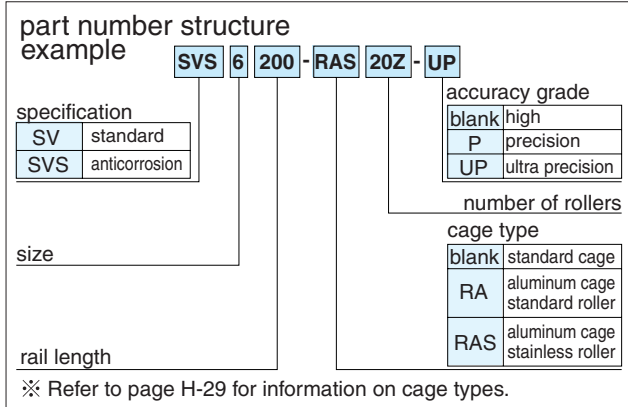 part number structure
example
SVS 6 200 - RAS 20Z - UP
specification
SV standard
SVS anticorrosion
size
rail length
accuracy grade
blank high
P precision
UP ultra precision
number of rollers
cage type
blank standard cage
RA aluminum cage
standard roller
RAS aluminum cage
stainless roller
※ Refer to page H-29 for information on cage types.